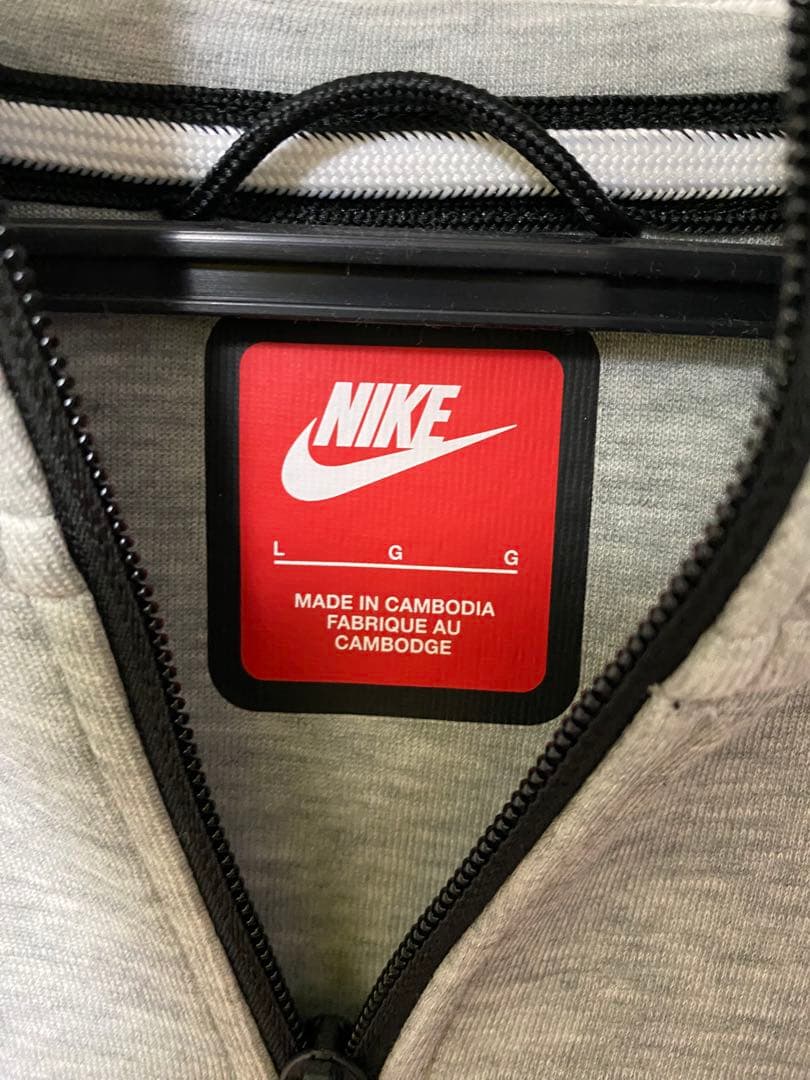 NIKE
L G G
MADE IN CAMBODIA
FABRIQUE AU
CAMBODGE